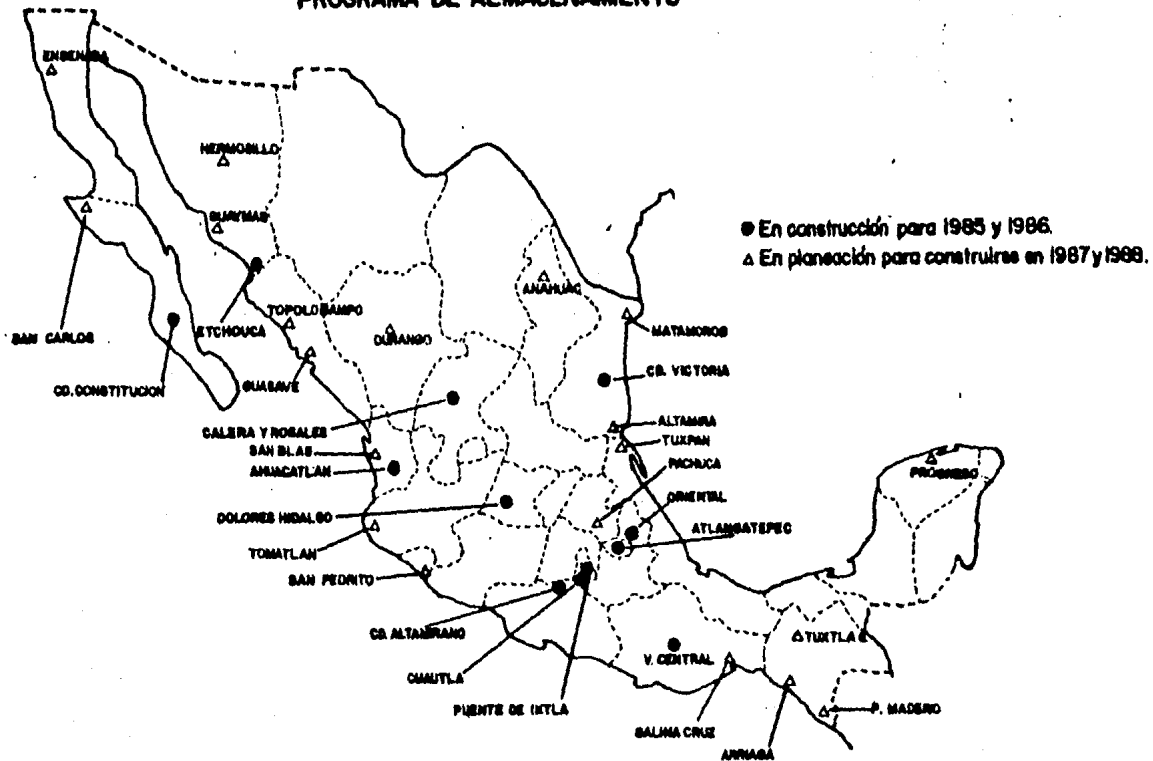 PROGRAMA DE ALMACENAMIENTO
ENSENADA
HERMOSILLO
GUAYMAS
● En construcción para 1985 y 1986.
△ En planeación para construirse en 1987 y 1988.
ANAHUAC
TOPOLOBAMPO
ETCHOUCA
SAN CARLOS
DURANGO
MATAMOROS
CD. VICTORIA
CD. CONSTITUCION
GUASAVE
ALTAMIRA
CALERA Y ROSALES
TUXPAN
SAN BLAS
PACHUCA
AHUACATLAN
PROGRESO
ORIENTAL
DOLORES HIDALGO
ATLANGATEPEC
TOMATLAN
SAN PEDRITO
CD. ALTAMIRANO
TUXTLA G
V. CENTRAL
CUAUTLA
PUENTE DE IXTLA
P. MADERO
SALINA CRUZ
ARRIAGA